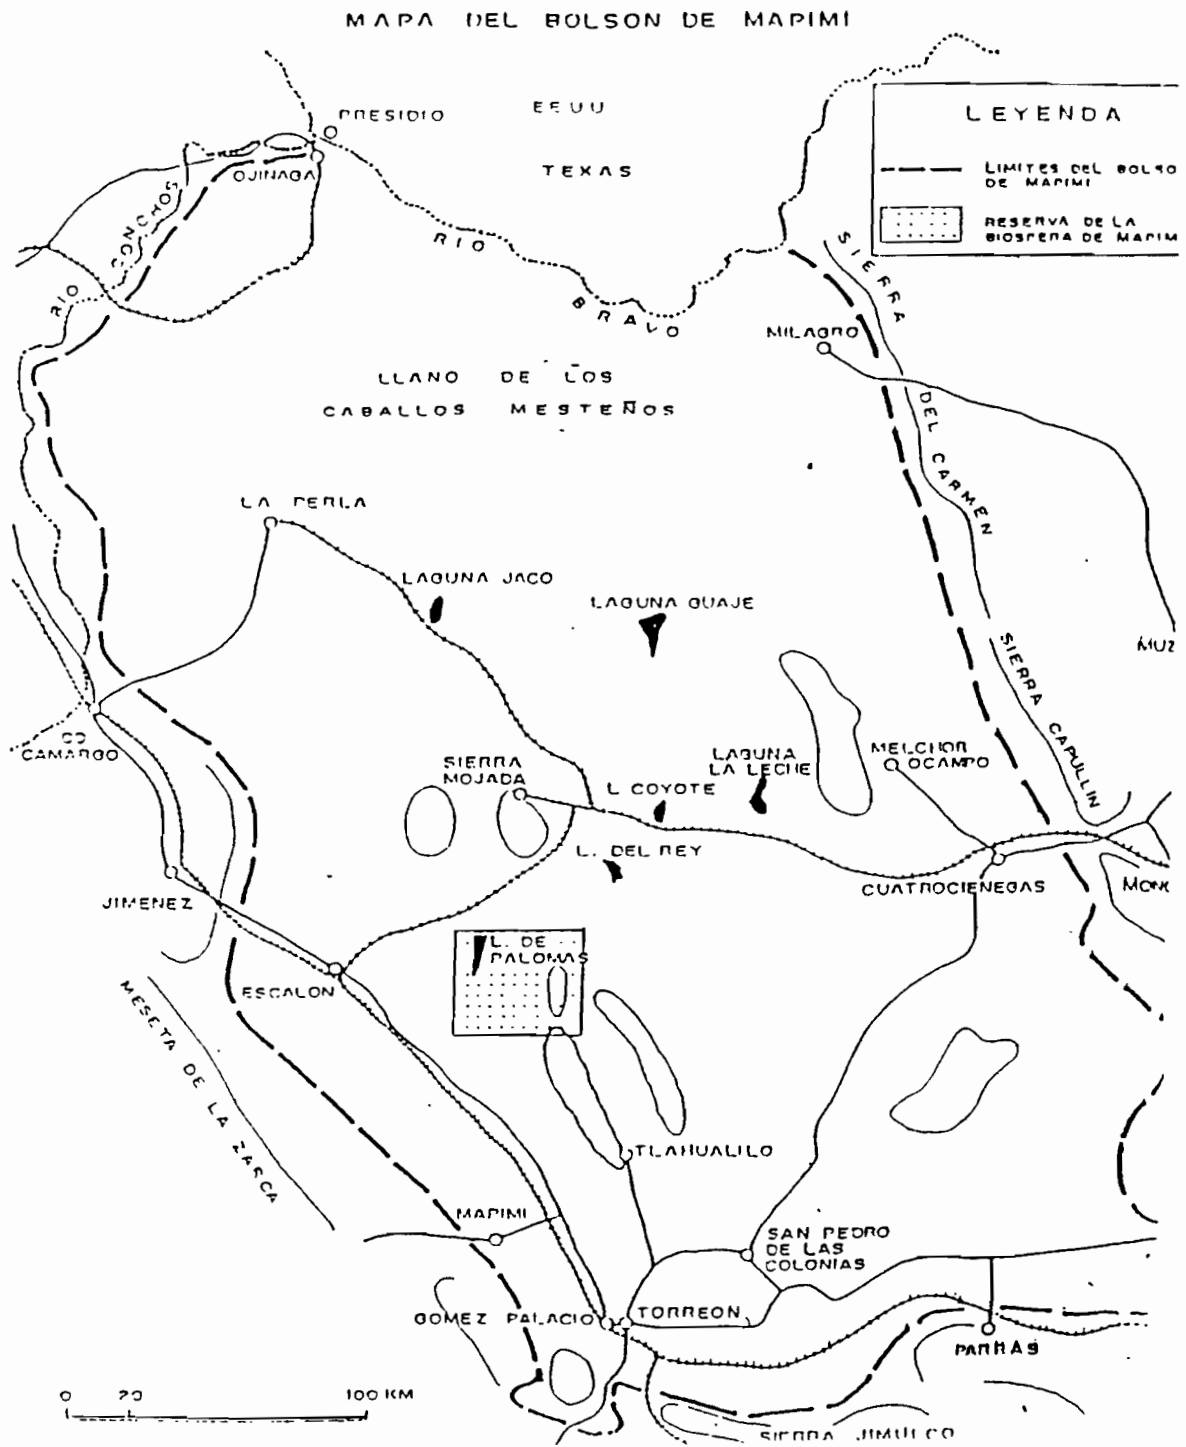 MAPA DEL BOLSON DE MAPIMI
LEYENDA
LIMITES DEL BOLSO
DE MAPIMI
RESERVA DE LA
BIOSFERA DE MAPIM
EEUU
TEXAS
PRESIDIO
OJINAGA
RIO CONCHOS
RIO BRAVO
SIERRA DEL CARMEN
MILAGRO
LLANO DE LOS
CABALLOS MESTEÑOS
LA PERLA
LAGUNA JACO
LAGUNA GUAJE
MUZ
SIERRA CAPULLIN
CD
CAMARGO
SIERRA
MOJADA
L COYOTE
LAGUNA
LA LECHE
MELCHOR
OCAMPO
L. DEL REY
CUATROCIENEGAS
MONC
JIMENEZ
L. DE
PALOMAS
ESCALON
MESETA DE LA ZARCA
TLAHUALILO
MAPIMI
SAN PEDRO
DE LAS
COLONIAS
GOMEZ PALACIO
TORREON
PARRAS
SIERRA JIMULCO
0 20 100 KM